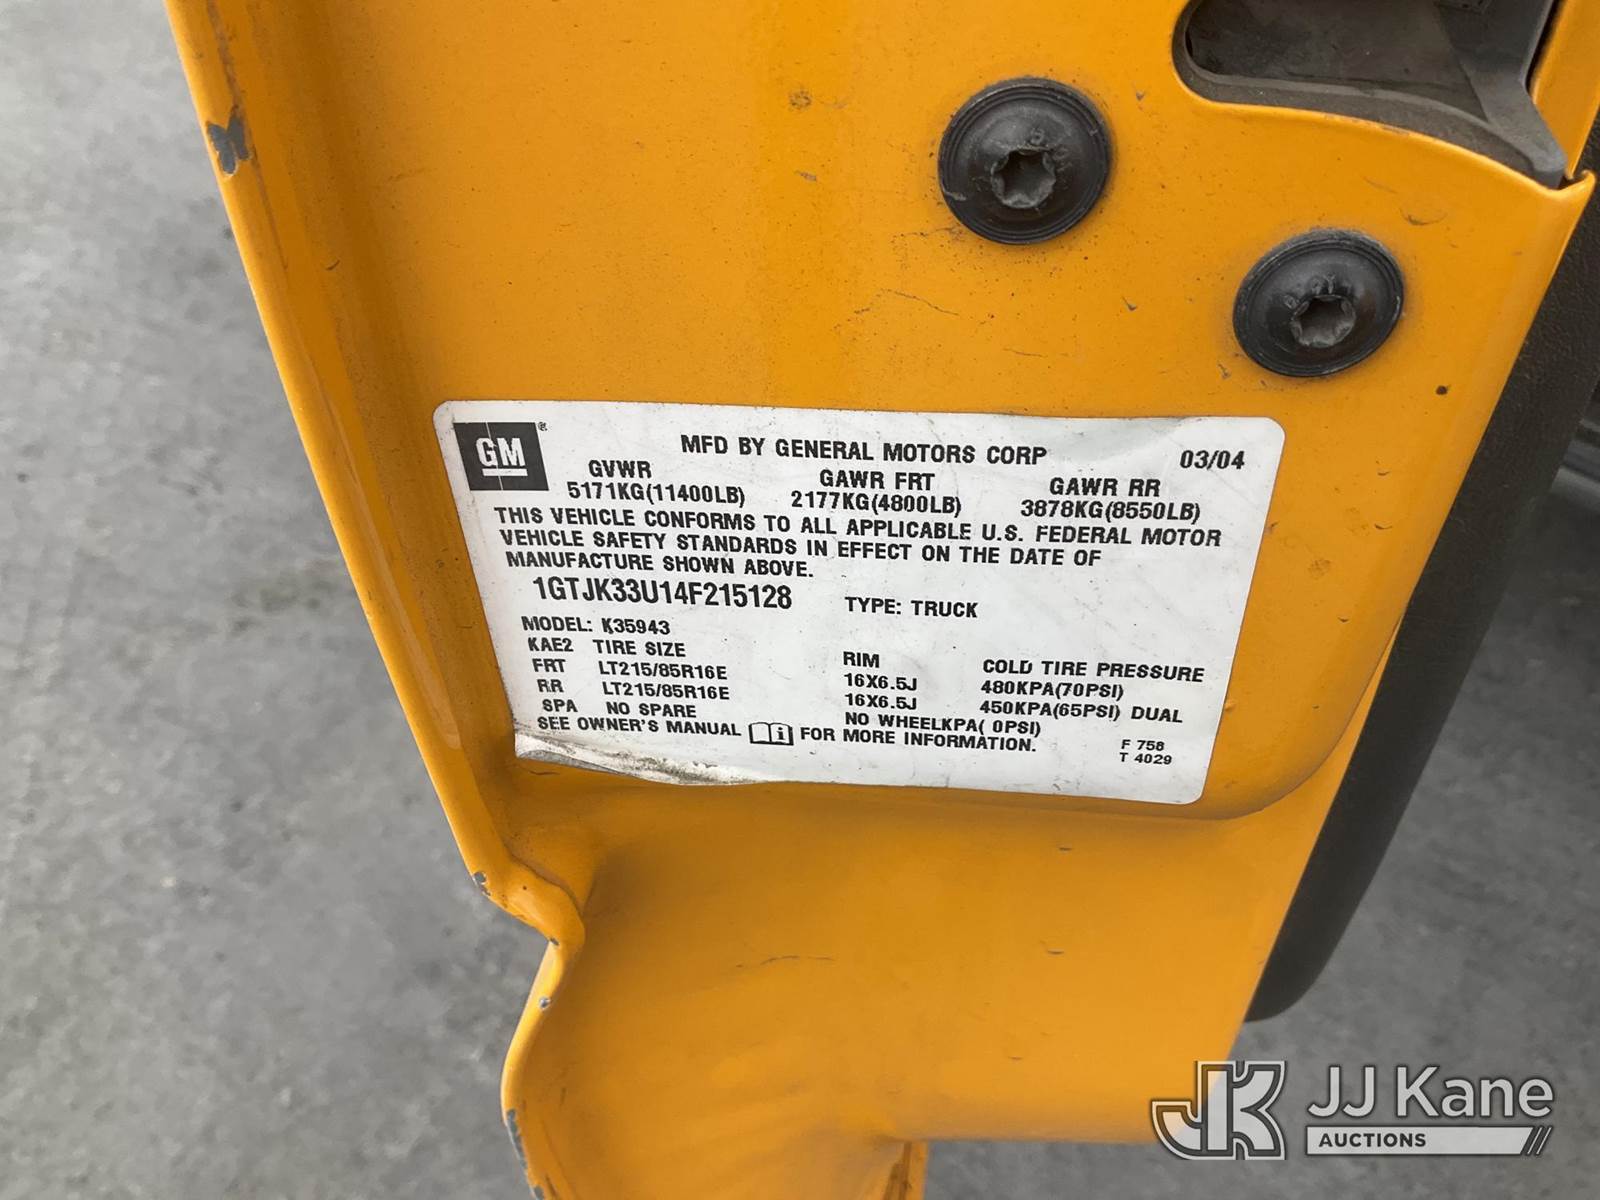 GM®
MFD BY GENERAL MOTORS CORP 03/04
GVWR GAWR FRT GAWR RR
5171KG(11400LB) 2177KG(4800LB) 3878KG(8550LB)
THIS VEHICLE CONFORMS TO ALL APPLICABLE U.S. FEDERAL MOTOR
VEHICLE SAFETY STANDARDS IN EFFECT ON THE DATE OF
MANUFACTURE SHOWN ABOVE.
1GTJK33U14F215128 TYPE: TRUCK
MODEL: K35943
KAE2 TIRE SIZE RIM COLD TIRE PRESSURE
FRT LT215/85R16E 16X6.5J 480KPA(70PSI)
RR LT215/85R16E 16X6.5J 450KPA(65PSI) DUAL
SPA NO SPARE NO WHEELKPA( 0PSI)
SEE OWNER'S MANUAL FOR MORE INFORMATION.
F 758
T 4029
JK JJ Kane
AUCTIONS